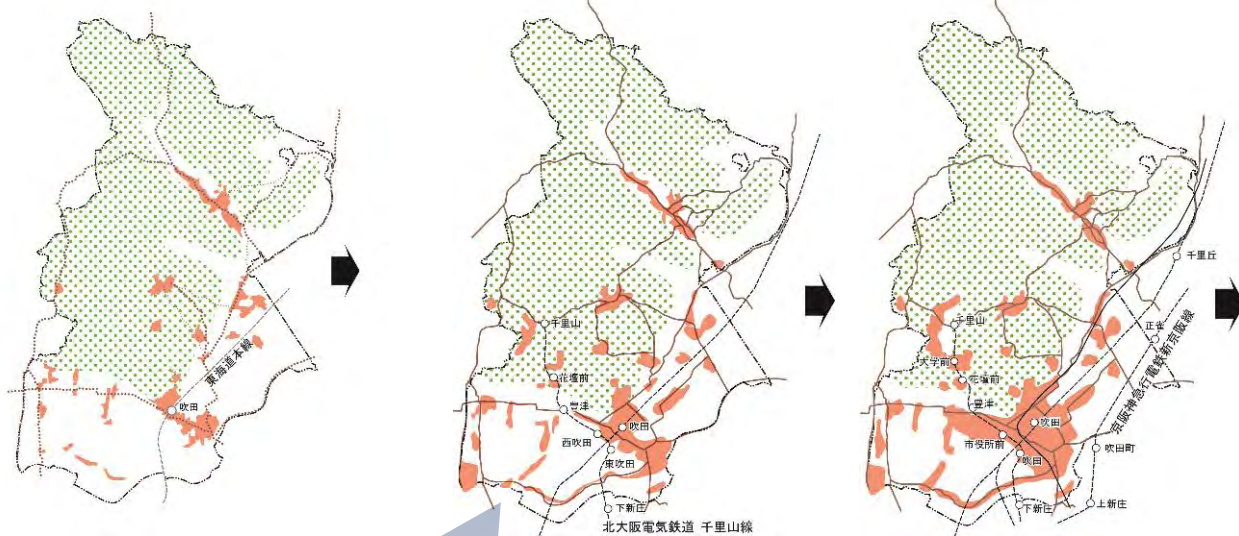 東海道本線
吹田
千里山
花壇前
豊津
西吹田
吹田
東吹田
下新庄
北大阪電気鉄道 千里山線
千里丘
正雀
京阪神急行電鉄新京阪線
千里山
大学前
花壇前
豊津
市役所前
吹田
吹田
吹田町
下新庄
上新庄